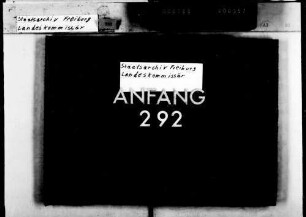 Staatsarchiv Freiburg
Landeskommissär
Staatsarchiv Freiburg
Landeskommissär
ANFANG
292